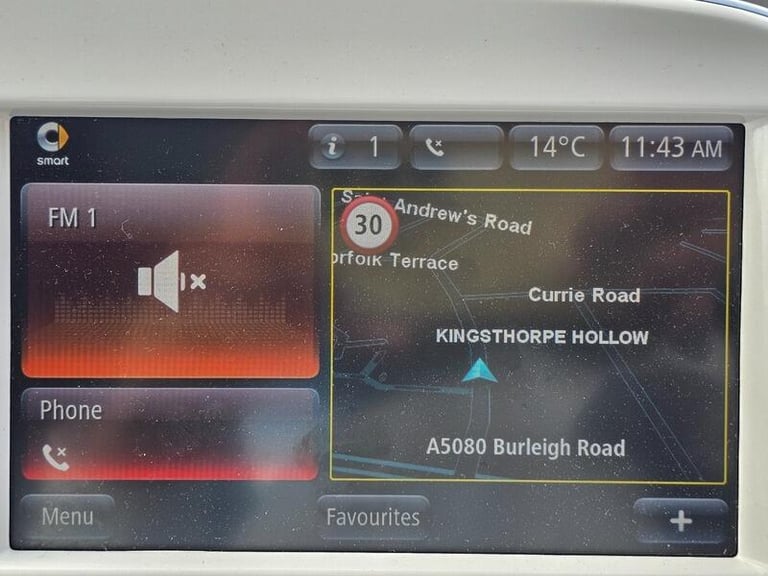 smart
1
14°C
11:43 AM
FM 1
Andrew's Road
30
Terrace
Currie Road
KINGSTHORPE HOLLOW
Phone
A5080 Burleigh Road
Menu
Favourites
+